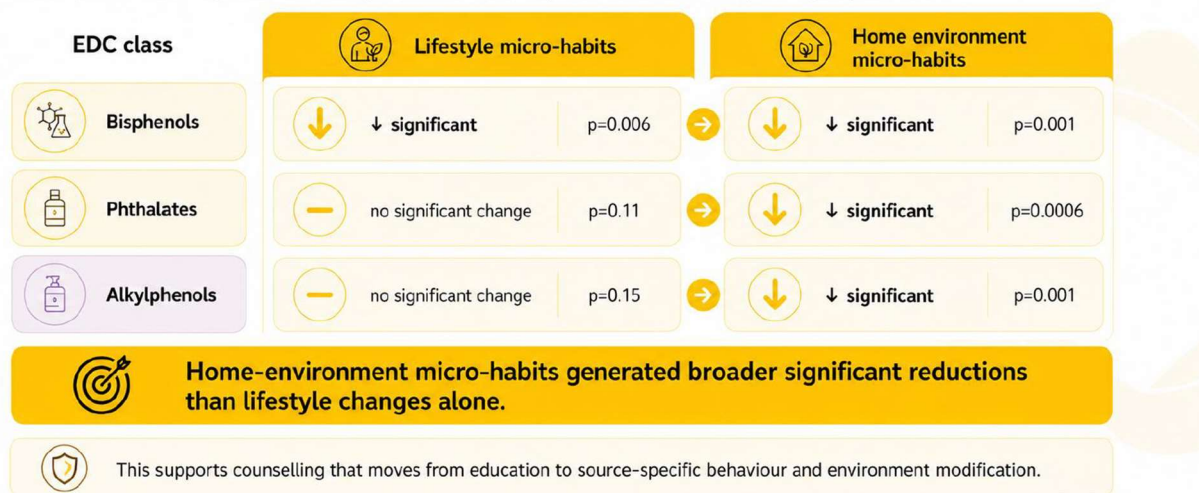 EDC class
Lifestyle micro-habits
Home environment
micro-habits
Bisphenols
↓ significant
p=0.006
↓ significant
p=0.001
Phthalates
no significant change
p=0.11
↓ significant
p=0.0006
Alkylphenols
no significant change
p=0.15
↓ significant
p=0.001
Home-environment micro-habits generated broader significant reductions
than lifestyle changes alone.
This supports counselling that moves from education to source-specific behaviour and environment modification.